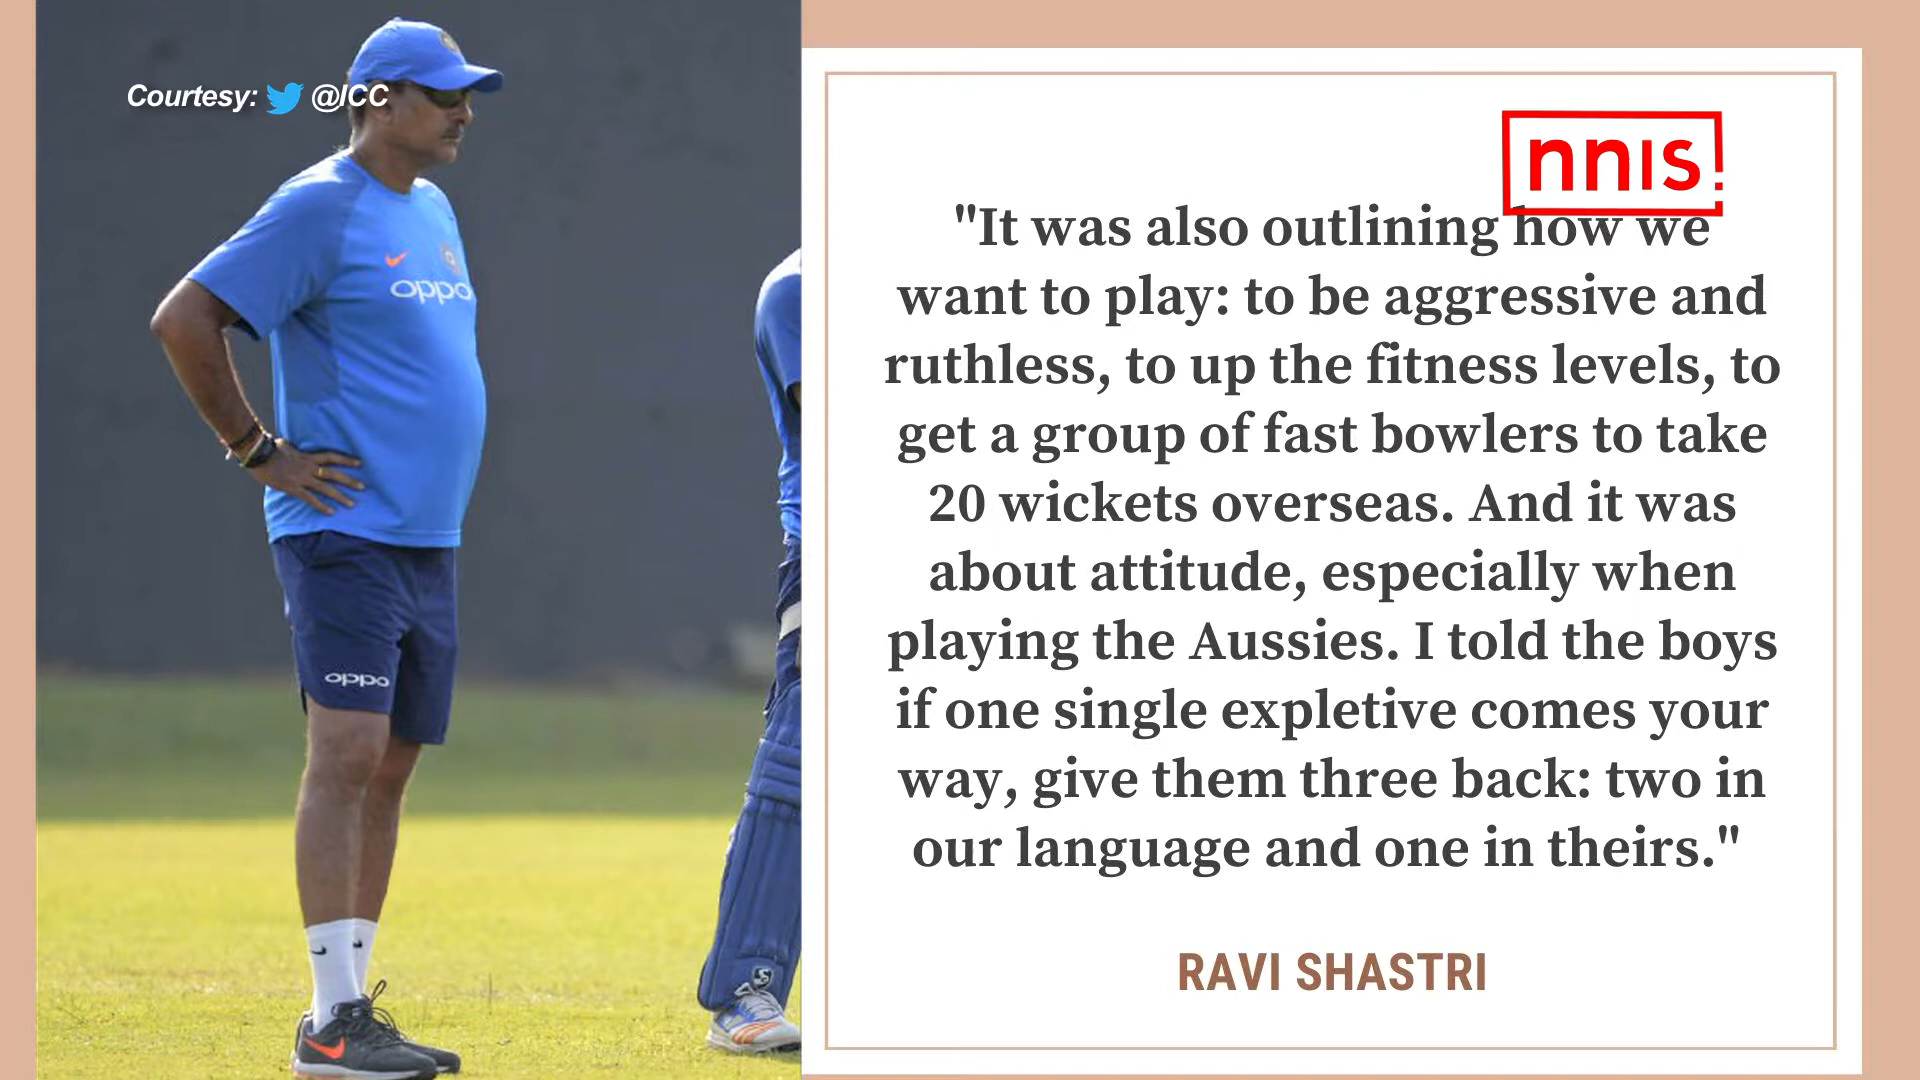 Courtesy: @ICC
oppo
oppo
nnis!
"It was also outlining how we
want to play: to be aggressive and
ruthless, to up the fitness levels, to
get a group of fast bowlers to take
20 wickets overseas. And it was
about attitude, especially when
playing the Aussies. I told the boys
if one single expletive comes your
way, give them three back: two in
our language and one in theirs."
RAVI SHASTRI